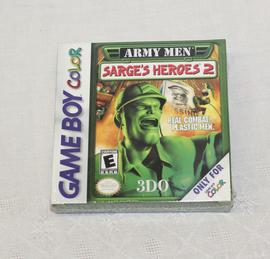 GAME BOY COLOR
ARMY MEN
SARGE'S HEROES 2
REAL COMBAT.
PLASTIC MEN.
E
3DO
ONLY FOR
GAME BOY
COLOR